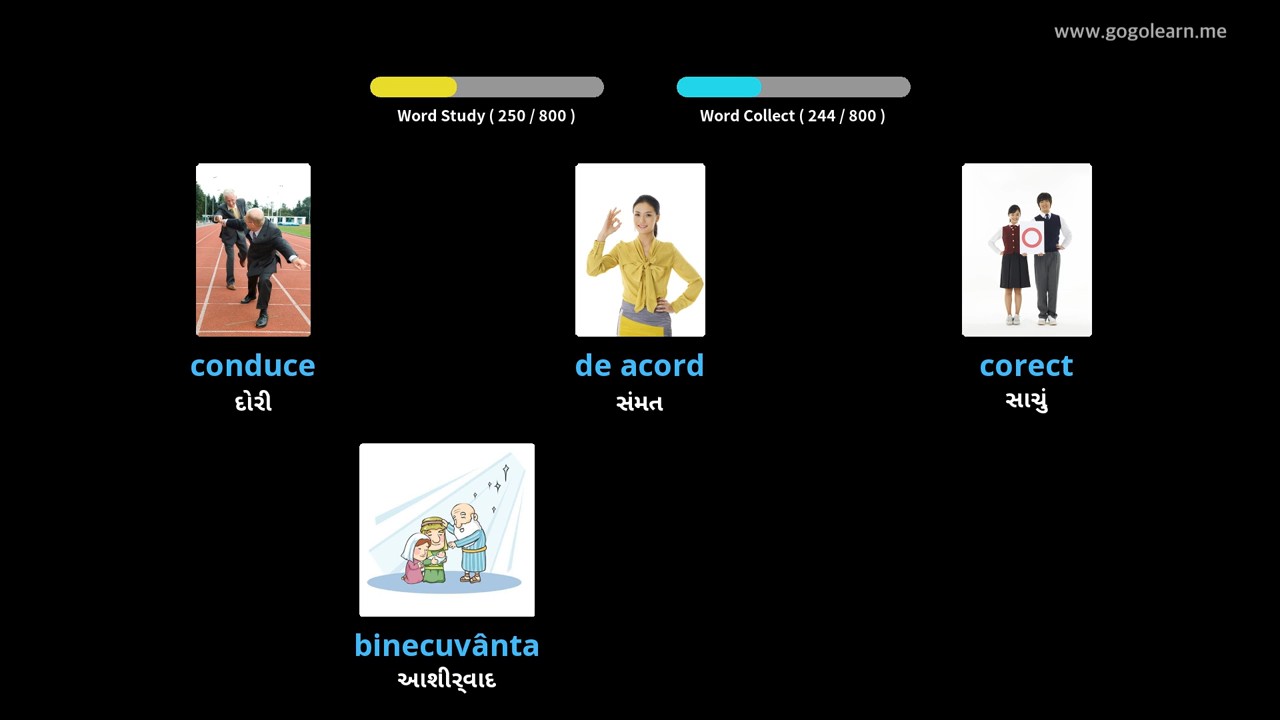 www.gogolearn.me
Word Study ( 250 / 800 )
Word Collect ( 244 / 800 )
conduce
દોરી
de acord
સંમત
corect
સાચું
binecuvânta
આશીર્વાદ